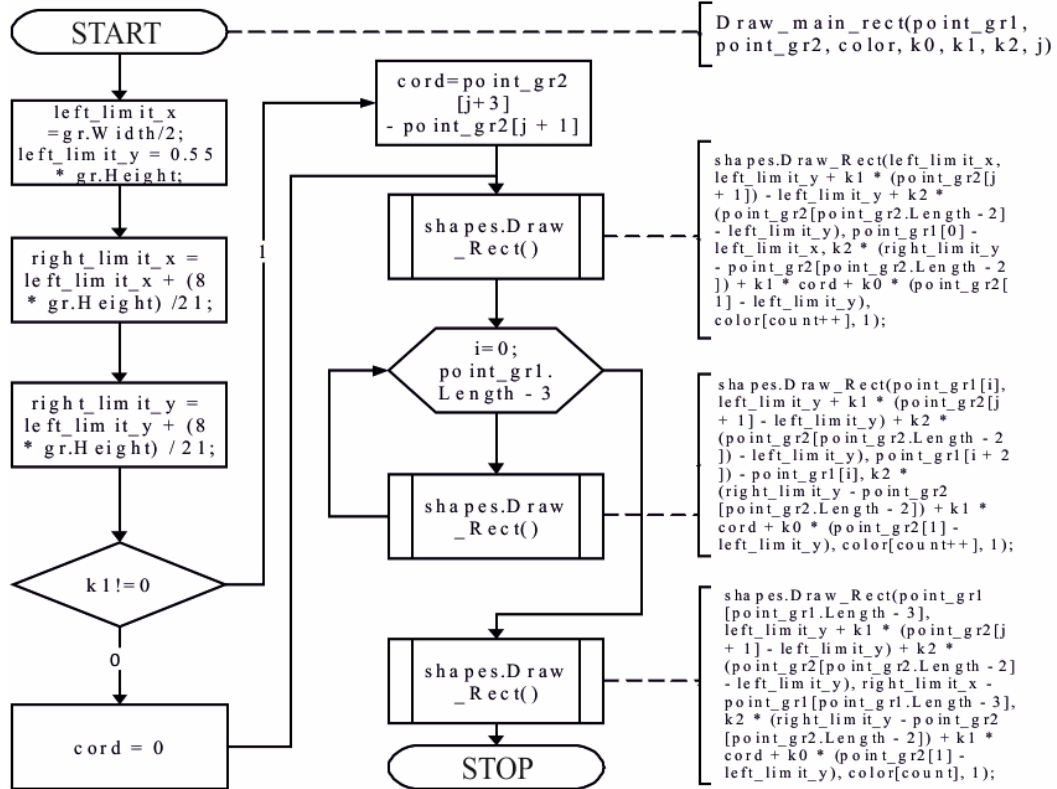 START
left_limit_x
=gr.Width/2;
left_limit_y = 0.55
* gr.Height;
right_limit_x =
left_limit_x + (8
* gr.Height) /21;
right_limit_y =
left_limit_y + (8
* gr.Height) / 21;
k1!=0
0
cord = 0
1
cord=point_gr2
[j+3]
- point_gr2[j + 1]
shapes.Draw
_Rect()
i=0;
point_gr1.
Length - 3
shapes.Draw
_Rect()
shapes.Draw
_Rect()
STOP
Draw_main_rect(point_gr1,
point_gr2, color, k0, k1, k2, j)
shapes.Draw_Rect(left_limit_x,
left_limit_y + k1 * (point_gr2[j
+ 1]) - left_limit_y + k2 *
(point_gr2[point_gr2.Length - 2]
- left_limit_y), point_gr1[0] -
left_limit_x, k2 * (right_limit_y
- point_gr2[point_gr2.Length - 2
]) + k1 * cord + k0 * (point_gr2[
1] - left_limit_y),
color[count++], 1);
shapes.Draw_Rect(point_gr1[i],
left_limit_y + k1 * (point_gr2[j
+ 1] - left_limit_y) + k2 *
(point_gr2[point_gr2.Length - 2
]) - left_limit_y), point_gr1[i + 2
]) - point_gr1[i], k2 *
(right_limit_y - point_gr2
[point_gr2.Length - 2]) + k1 *
cord + k0 * (point_gr2[1] -
left_limit_y), color[count++], 1);
shapes.Draw_Rect(point_gr1
[point_gr1.Length - 3],
left_limit_y + k1 * (point_gr2[j
+ 1] - left_limit_y) + k2 *
(point_gr2[point_gr2.Length - 2]
- left_limit_y), right_limit_x -
point_gr1[point_gr1.Length - 3],
k2 * (right_limit_y - point_gr2
[point_gr2.Length - 2]) + k1 *
cord + k0 * (point_gr2[1] -
left_limit_y), color[count], 1);